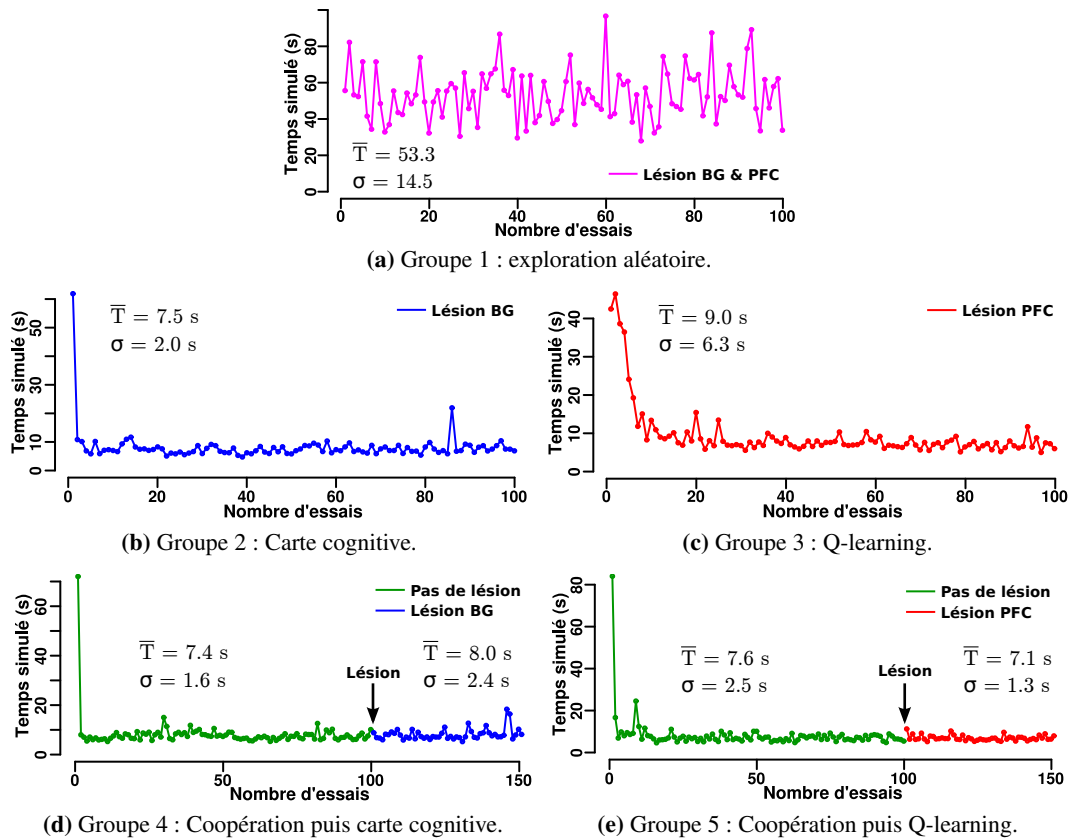 Temps simulé (s)
0 20 40 60 80
T = 53.3
σ = 14.5
Lésion BG & PFC
0 20 40 60 80 100
Nombre d'essais
(a) Groupe 1 : exploration aléatoire.
Temps simulé (s)
0 10 30 50
T = 7.5 s
σ = 2.0 s
Lésion BG
0 20 40 60 80 100
Nombre d'essais
(b) Groupe 2 : Carte cognitive.
Temps simulé (s)
0 10 20 30 40
T = 9.0 s
σ = 6.3 s
Lésion PFC
0 20 40 60 80 100
Nombre d'essais
(c) Groupe 3 : Q-learning.
Temps simulé (s)
0 20 40 60
Pas de lésion
Lésion BG
T = 7.4 s
σ = 1.6 s
Lésion
T = 8.0 s
σ = 2.4 s
0 50 100 150
Nombre d'essais
(d) Groupe 4 : Coopération puis carte cognitive.
Temps simulé (s)
0 20 40 60 80
Pas de lésion
Lésion PFC
T = 7.6 s
σ = 2.5 s
Lésion
T = 7.1 s
σ = 1.3 s
0 50 100 150
Nombre d'essais
(e) Groupe 5 : Coopération puis Q-learning.